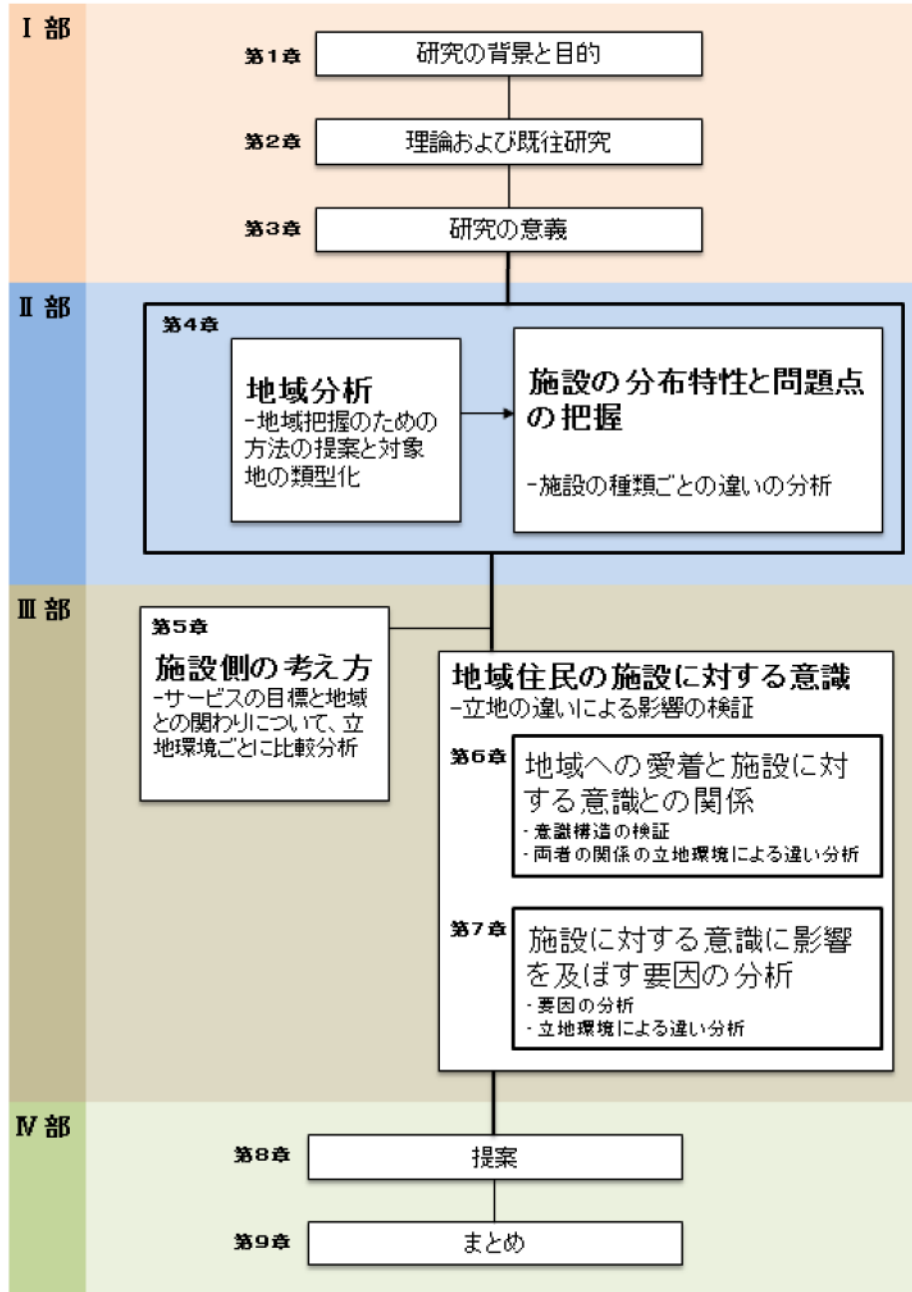 Ⅰ 部
第1章
研究の背景と目的
第2章
理論および既往研究
第3章
研究の意義
Ⅱ 部
第4章
地域分析
-地域把握のための
方法の提案と対象
地の類型化
施設の分布特性と問題点
の把握
-施設の種類ごとの違いの分析
Ⅲ 部
第5章
施設側の考え方
-サービスの目標と地域
との関わりについて、立
地環境ごとに比較分析
地域住民の施設に対する意識
-立地の違いによる影響の検証
第6章
地域への愛着と施設に対
する意識との関係
・意識構造の検証
・両者の関係の立地環境による違い分析
第7章
施設に対する意識に影響
を及ぼす要因の分析
・要因の分析
・立地環境による違い分析
Ⅳ 部
第8章
提案
第9章
まとめ